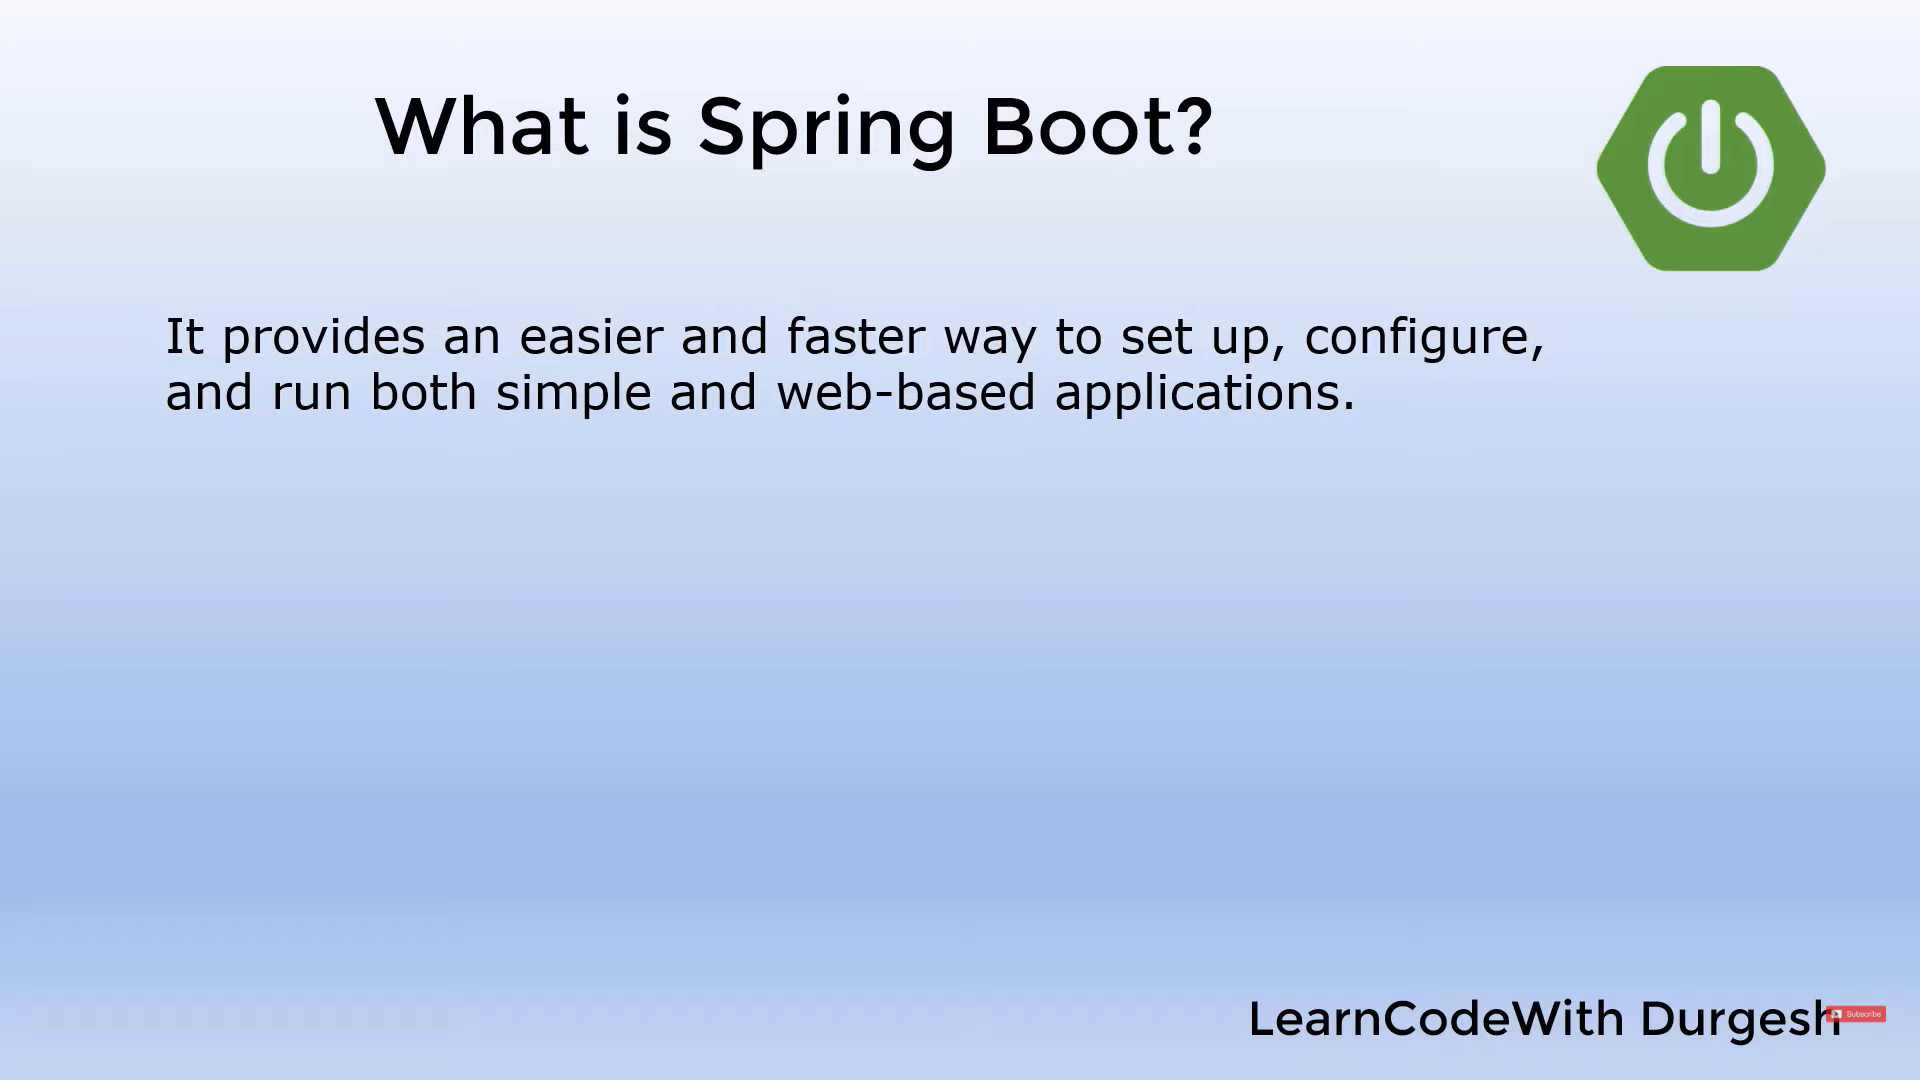 What is Spring Boot?
It provides an easier and faster way to set up, configure,
and run both simple and web-based applications.
LearnCodeWith Durgesh
Subscribe